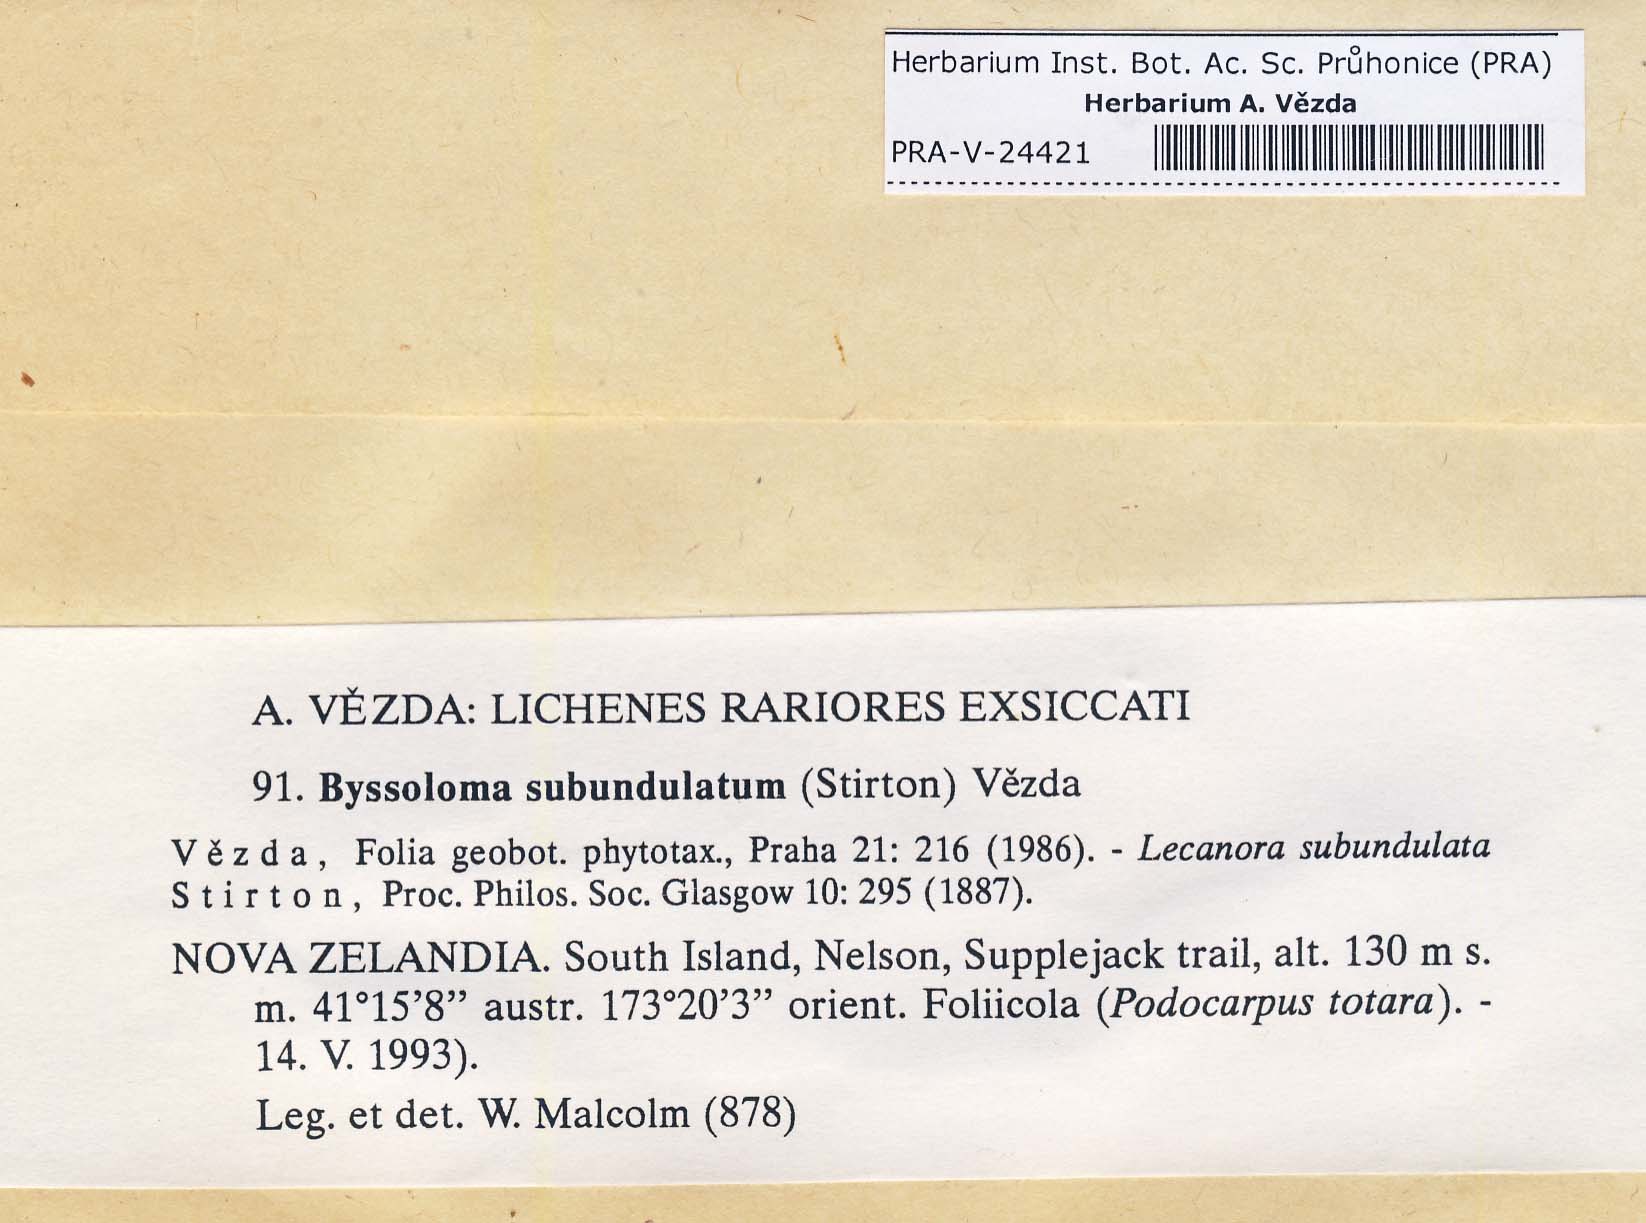 Herbarium Inst. Bot. Ac. Sc. Průhonice (PRA)
Herbarium A. Vězda
PRA-V-24421
A. VĚZDA: LICHENES RARIORES EXSICCATI
91. Byssoloma subundulatum (Stirton) Vězda
Vězda, Folia geobot. phytotax., Praha 21: 216 (1986). - Lecanora subundulata
Stirton, Proc. Philos. Soc. Glasgow 10: 295 (1887).
NOVA ZELANDIA. South Island, Nelson, Supplejack trail, alt. 130 m s.
m. 41°15’8” austr. 173°20’3” orient. Foliicola (Podocarpus totara). -
14. V. 1993).
Leg. et det. W. Malcolm (878)